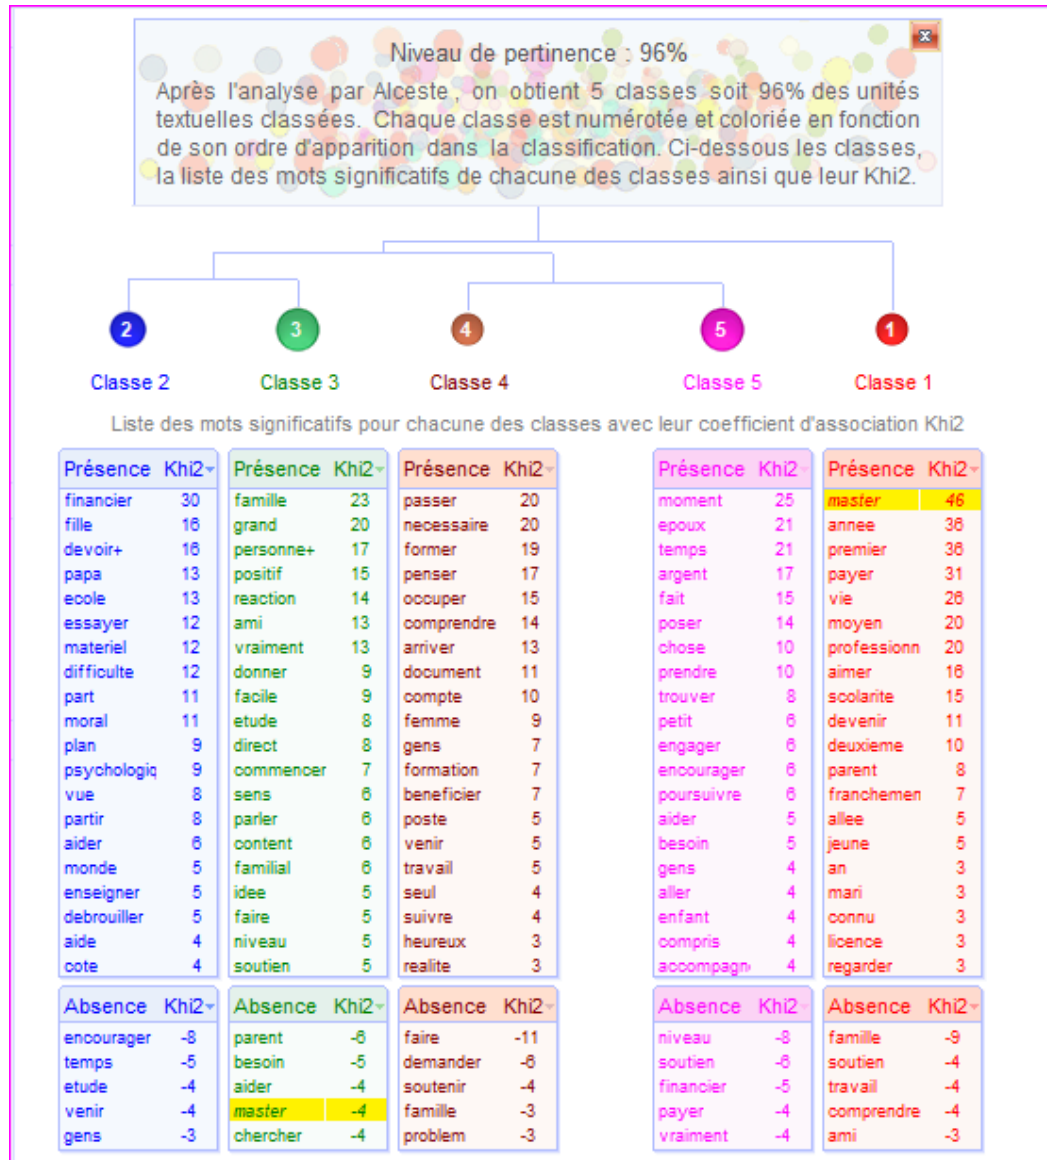 Niveau de pertinence : 96%
x
Après l'analyse par Alceste , on obtient 5 classes soit 96% des unités
textuelles classées. Chaque classe est numérotée et coloriée en fonction
de son ordre d'apparition dans la classification. Ci-dessous les classes,
la liste des mots significatifs de chacune des classes ainsi que leur Khi2.
2 3 4 5 1
Classe 2 Classe 3 Classe 4 Classe 5 Classe 1
Liste des mots significatifs pour chacune des classes avec leur coefficient d'association Khi2
Présence Khi2 Présence Khi2 Présence Khi2 Présence Khi2 Présence Khi2
financier 30 famille 23 passer 20 moment 25 master 46
fille 16 grand 20 necessaire 20 epoux 21 annee 36
devoir+ 16 personne+ 17 former 19 temps 21 premier 36
papa 13 positif 15 penser 17 argent 17 payer 31
ecole 13 reaction 14 occuper 15 fait 15 vie 26
essayer 12 ami 13 comprendre 14 poser 14 moyen 20
materiel 12 vraiment 13 arriver 13 chose 10 professionn 20
difficulte 12 donner 9 document 11 prendre 10 aimer 16
part 11 facile 9 compte 10 trouver 8 scolarite 15
moral 11 etude 8 femme 9 petit 6 devenir 11
plan 9 direct 8 gens 7 engager 6 deuxieme 10
psychologiq 9 commencer 7 formation 7 encourager 6 parent 8
vue 8 sens 6 beneficier 7 poursuivre 6 franchemen 7
partir 8 parler 6 poste 5 aider 5 allee 5
aider 6 content 6 venir 5 besoin 5 jeune 5
monde 5 familial 6 travail 5 gens 4 an 3
enseigner 5 idee 5 seul 4 aller 4 mari 3
debrouiller 5 faire 5 suivre 4 enfant 4 connu 3
aide 4 niveau 5 heureux 3 compris 4 licence 3
cote 4 soutien 5 realite 3 accompagn 4 regarder 3
Absence Khi2 Absence Khi2 Absence Khi2 Absence Khi2 Absence Khi2
encourager -8 parent -6 faire -11 niveau -8 famille -9
temps -5 besoin -5 demander -6 soutien -6 soutien -4
etude -4 aider -4 soutenir -4 financier -5 travail -4
venir -4 master -4 famille -3 payer -4 comprendre -4
gens -3 chercher -4 problem -3 vraiment -4 ami -3